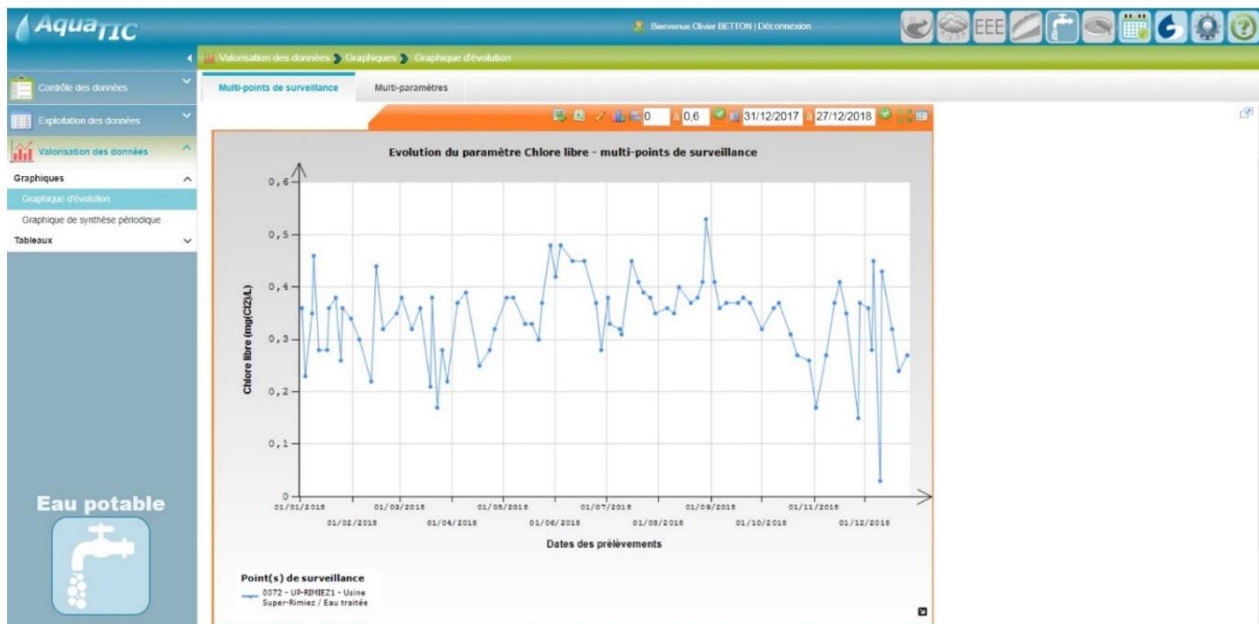 AquaTIC
Bienvenue Olivier BETTON | Déconnexion
EEE
Valorisation des données Graphiques Graphique d'évolution
Contrôle des données
Exploitation des données
Valorisation des données
Graphiques
Graphique d'évolution
Graphique de synthèse périodique
Tableaux
Eau potable
Multi-points de surveillance
Multi-paramètres
0 à 0,6 31/12/2017 à 27/12/2018
Evolution du paramètre Chlore libre - multi-points de surveillance
Chlore libre (mg(Cl2)/L)
0,6
0,5
0,4
0,3
0,2
0,1
0
01/01/2018
01/02/2018
01/03/2018
01/04/2018
01/05/2018
01/06/2018
01/07/2018
01/08/2018
01/09/2018
01/10/2018
01/11/2018
01/12/2018
Dates des prélèvements
Point(s) de surveillance
0072 - UP-RIMIEZ1 - Usine
Super-Rimiez / Eau traitée